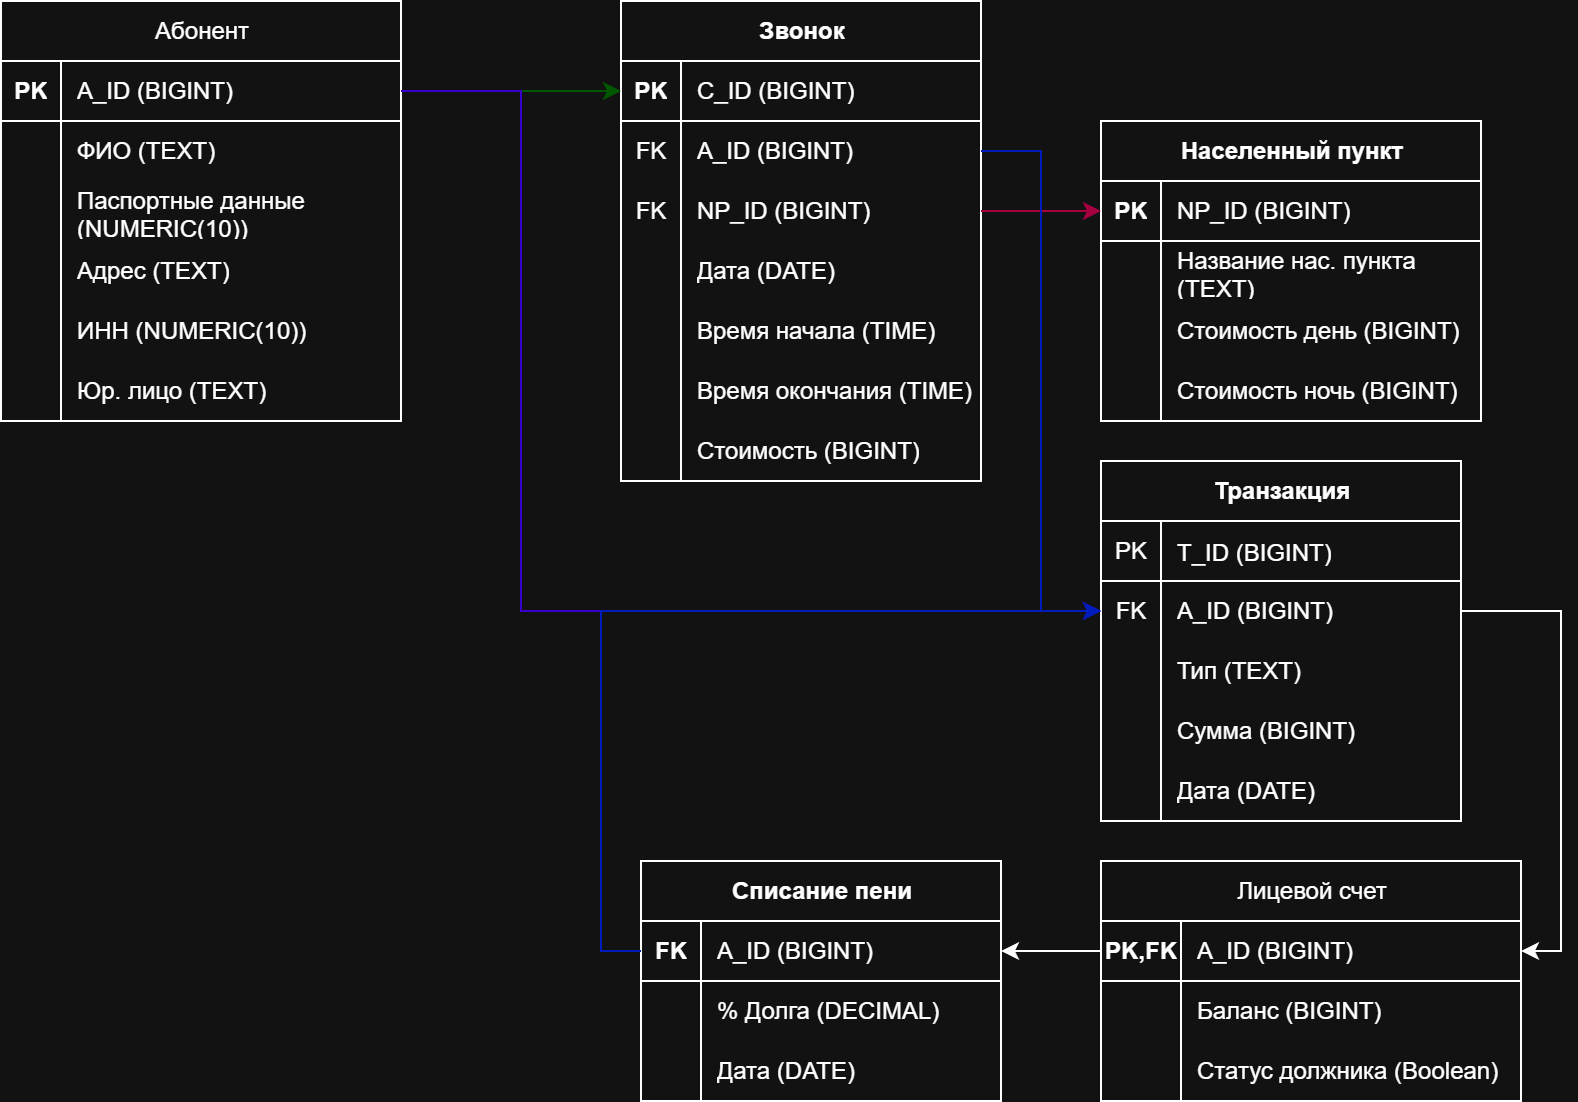 Абонент
PK A_ID (BIGINT)
ФИО (TEXT)
Паспортные данные
(NUMERIC(10))
Адрес (TEXT)
ИНН (NUMERIC(10))
Юр. лицо (TEXT)
Звонок
PK C_ID (BIGINT)
FK A_ID (BIGINT)
FK NP_ID (BIGINT)
Дата (DATE)
Время начала (TIME)
Время окончания (TIME)
Стоимость (BIGINT)
Населенный пункт
PK NP_ID (BIGINT)
Название нас. пункта
(TEXT)
Стоимость день (BIGINT)
Стоимость ночь (BIGINT)
Транзакция
PK T_ID (BIGINT)
FK A_ID (BIGINT)
Тип (TEXT)
Сумма (BIGINT)
Дата (DATE)
Списание пени
FK A_ID (BIGINT)
% Долга (DECIMAL)
Дата (DATE)
Лицевой счет
PK,FK A_ID (BIGINT)
Баланс (BIGINT)
Статус должника (Boolean)